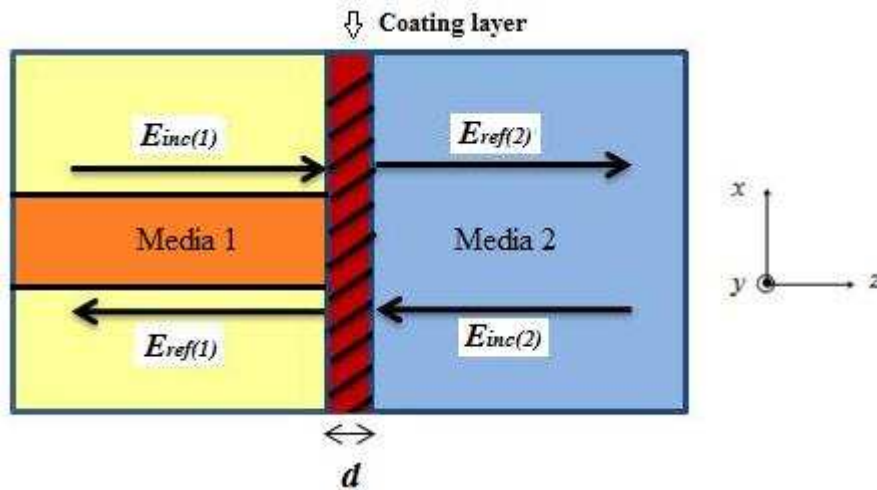 Coating layer
Einc(1)
Eref(2)
Media 1
Media 2
Eref(1)
Einc(2)
d
x
y
z